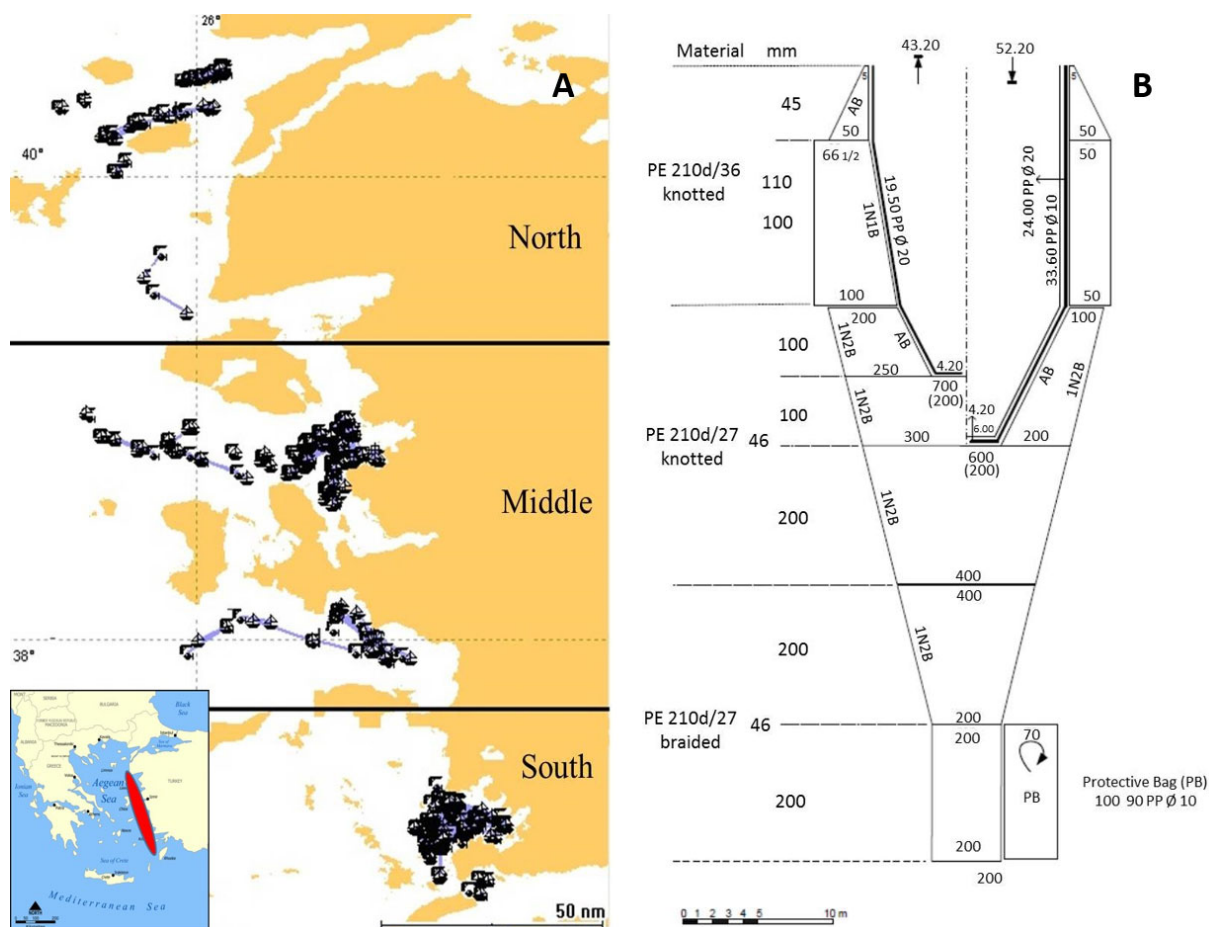 26°
A
40°
North
Middle
38°
South
50 nm
BULGARIA
Black
Sea
GREECE
TURKEY
Aegean
Sea
Ionian
Sea
Sea of Crete
Mediterranean Sea
NORTH
B
Material mm
43.20
52.20
45
5
AB
50
5
50
PE 210d/36
knotted
110
100
66 1/2
1N1B
19.50 PP Ø 20
100
24.00 PP Ø 20
33.60 PP Ø 10
50
50
100
200
1N2B
AB
250
4.20
700
(200)
100
AB
1N2B
PE 210d/27
knotted
46
100
1N2B
300
4.20
6.00
600
(200)
200
200
1N2B
400
400
200
1N2B
PE 210d/27
braided
46
200
200
200
200
200
70
PB
Protective Bag (PB)
100 90 PP Ø 10
0 1 2 3 4 5 10 m